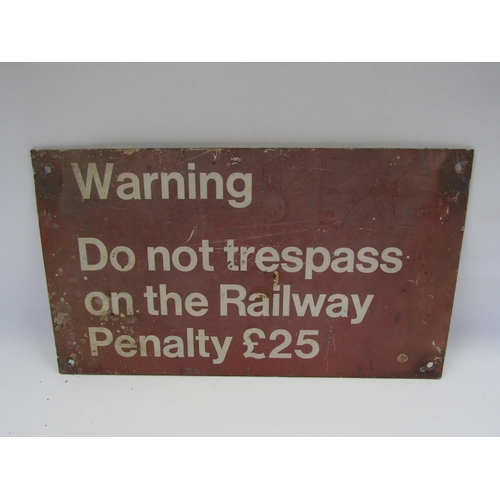 Warning
Do not trespass
on the Railway
Penalty £25